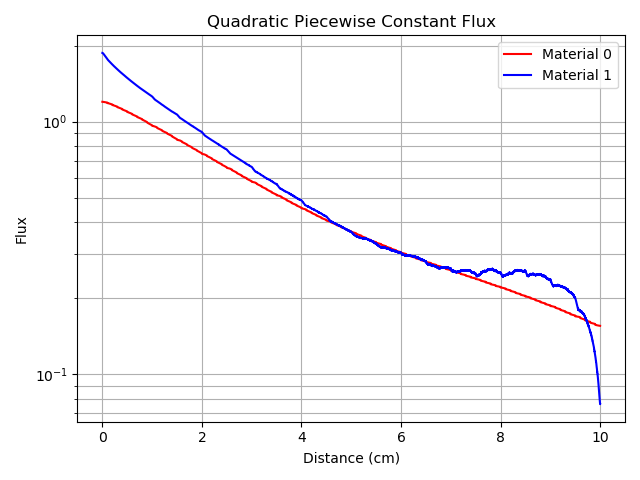 Quadratic Piecewise Constant Flux
Material 0
Material 1
10⁰
10⁻¹
Flux
0 2 4 6 8 10
Distance (cm)